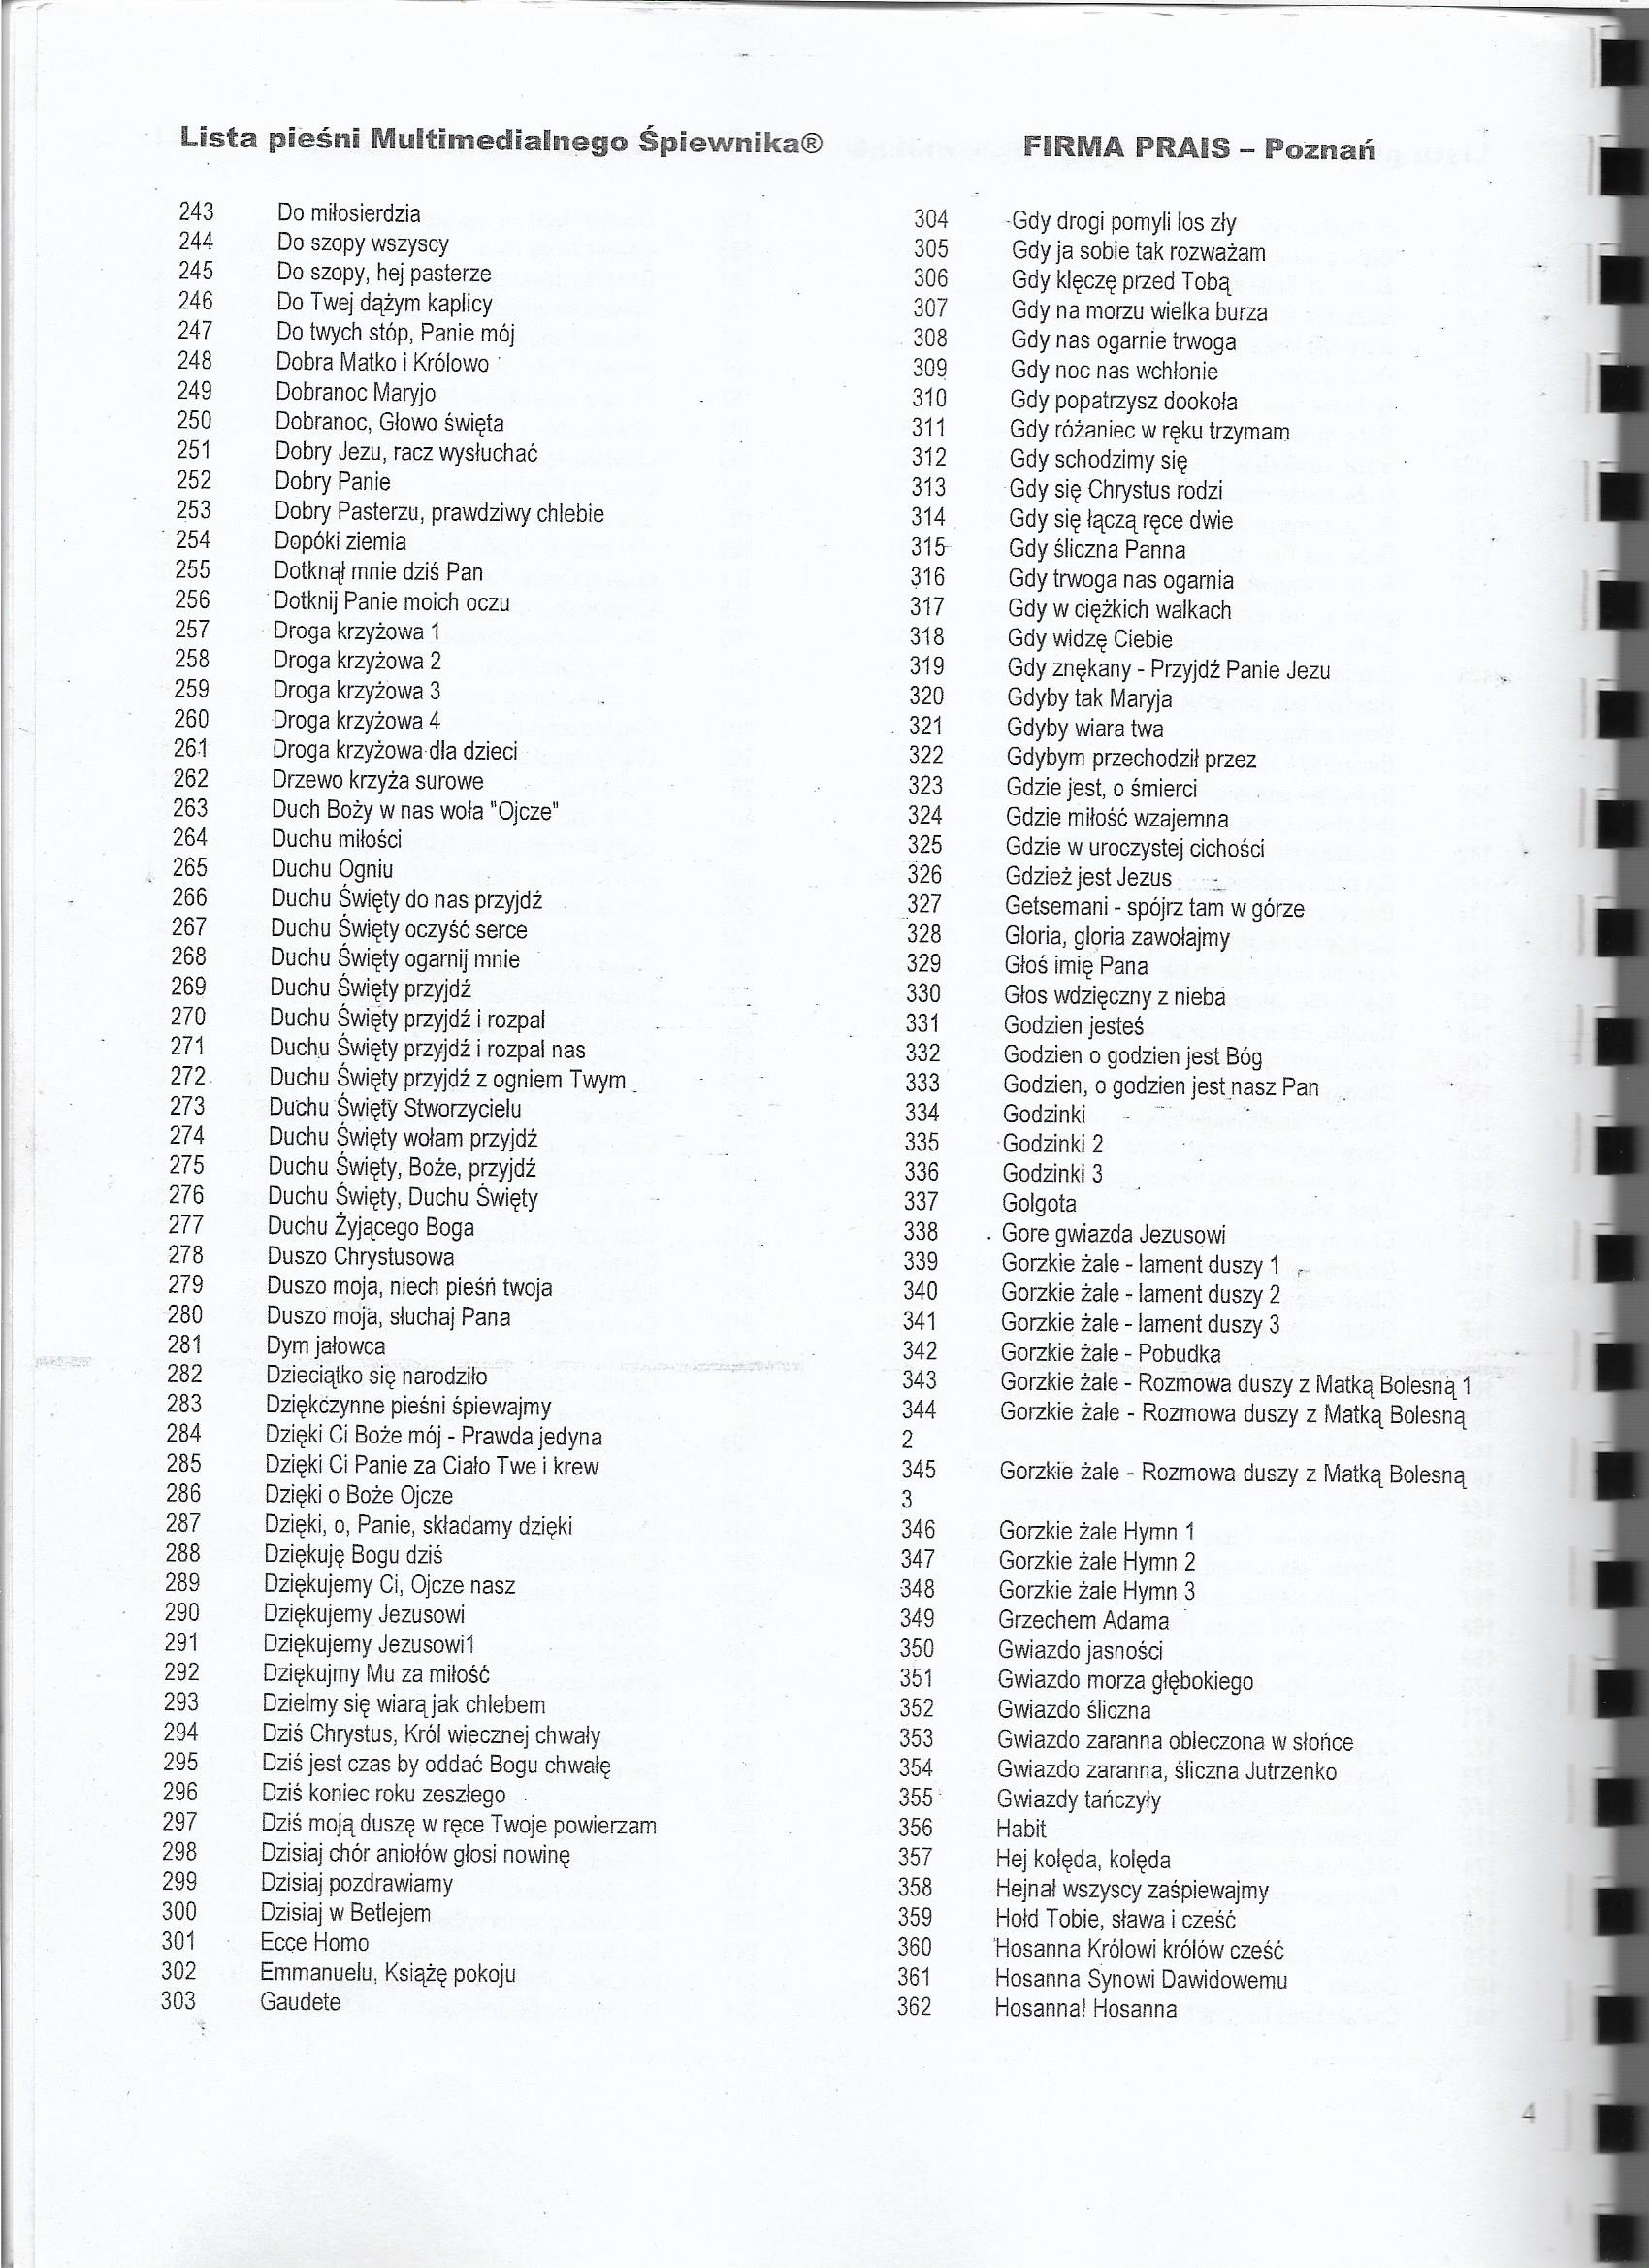 Lista pieśni Multimedialnego Śpiewnika®
FIRMA PRAIS – Poznań
243 Do miłosierdzia
244 Do szopy wszyscy
245 Do szopy, hej pasterze
246 Do Twej dążym kaplicy
247 Do twych stóp, Panie mój
248 Dobra Matko i Królowo
249 Dobranoc Maryjo
250 Dobranoc, Głowo święta
251 Dobry Jezu, racz wysłuchać
252 Dobry Panie
253 Dobry Pasterzu, prawdziwy chlebie
254 Dopóki ziemia
255 Dotknął mnie dziś Pan
256 Dotknij Panie moich oczu
257 Droga krzyżowa 1
258 Droga krzyżowa 2
259 Droga krzyżowa 3
260 Droga krzyżowa 4
261 Droga krzyżowa dla dzieci
262 Drzewo krzyża surowe
263 Duch Boży w nas woła "Ojcze"
264 Duchu miłości
265 Duchu Ogniu
266 Duchu Święty do nas przyjdź
267 Duchu Święty oczyść serce
268 Duchu Święty ogarnij mnie
269 Duchu Święty przyjdź
270 Duchu Święty przyjdź i rozpal
271 Duchu Święty przyjdź i rozpal nas
272 Duchu Święty przyjdź z ogniem Twym
273 Duchu Święty Stworzycielu
274 Duchu Święty wołam przyjdź
275 Duchu Święty, Boże, przyjdź
276 Duchu Święty, Duchu Święty
277 Duchu Żyjącego Boga
278 Duszo Chrystusowa
279 Duszo moja, niech pieśń twoja
280 Duszo moja, słuchaj Pana
281 Dym jałowca
282 Dzieciątko się narodziło
283 Dziękczynne pieśni śpiewajmy
284 Dzięki Ci Boże mój - Prawda jedyna
285 Dzięki Ci Panie za Ciało Twe i krew
286 Dzięki o Boże Ojcze
287 Dzięki, o, Panie, składamy dzięki
288 Dziękuję Bogu dziś
289 Dziękujemy Ci, Ojcze nasz
290 Dziękujemy Jezusowi
291 Dziękujemy Jezusowi1
292 Dziękujmy Mu za miłość
293 Dzielmy się wiarą jak chlebem
294 Dziś Chrystus, Król wiecznej chwały
295 Dziś jest czas by oddać Bogu chwałę
296 Dziś koniec roku zeszłego
297 Dziś moją duszę w ręce Twoje powierzam
298 Dzisiaj chór aniołów głosi nowinę
299 Dzisiaj pozdrawiamy
300 Dzisiaj w Betlejem
301 Ecce Homo
302 Emmanuelu, Książę pokoju
303 Gaudete
304 Gdy drogi pomyli los zły
305 Gdy ja sobie tak rozważam
306 Gdy klęczę przed Tobą
307 Gdy na morzu wielka burza
308 Gdy nas ogarnie trwoga
309 Gdy noc nas wchłonie
310 Gdy popatrzysz dookoła
311 Gdy różaniec w ręku trzymam
312 Gdy schodzimy się
313 Gdy się Chrystus rodzi
314 Gdy się łączą ręce dwie
315 Gdy śliczna Panna
316 Gdy trwoga nas ogarnia
317 Gdy w ciężkich walkach
318 Gdy widzę Ciebie
319 Gdy znękany - Przyjdź Panie Jezu
320 Gdyby tak Maryja
321 Gdyby wiara twa
322 Gdybym przechodził przez
323 Gdzie jest, o śmierci
324 Gdzie miłość wzajemna
325 Gdzie w uroczystej cichości
326 Gdzież jest Jezus
327 Getsemani - spójrz tam w górze
328 Gloria, gloria zawołajmy
329 Głoś imię Pana
330 Głos wdzięczny z nieba
331 Godzien jesteś
332 Godzien o godzien jest Bóg
333 Godzien, o godzien jest nasz Pan
334 Godzinki
335 Godzinki 2
336 Godzinki 3
337 Golgota
338 Gore gwiazda Jezusowi
339 Gorzkie żale - lament duszy 1
340 Gorzkie żale - lament duszy 2
341 Gorzkie żale - lament duszy 3
342 Gorzkie żale - Pobudka
343 Gorzkie żale - Rozmowa duszy z Matką Bolesną 1
344 Gorzkie żale - Rozmowa duszy z Matką Bolesną
2
345 Gorzkie żale - Rozmowa duszy z Matką Bolesną
3
346 Gorzkie żale Hymn 1
347 Gorzkie żale Hymn 2
348 Gorzkie żale Hymn 3
349 Grzechem Adama
350 Gwiazdo jasności
351 Gwiazdo morza głębokiego
352 Gwiazdo śliczna
353 Gwiazdo zaranna obleczona w słońce
354 Gwiazdo zaranna, śliczna Jutrzenko
355 Gwiazdy tańczyły
356 Habit
357 Hej kolęda, kolęda
358 Hejnał wszyscy zaśpiewajmy
359 Hołd Tobie, sława i cześć
360 Hosanna Królowi królów cześć
361 Hosanna Synowi Dawidowemu
362 Hosanna! Hosanna
4